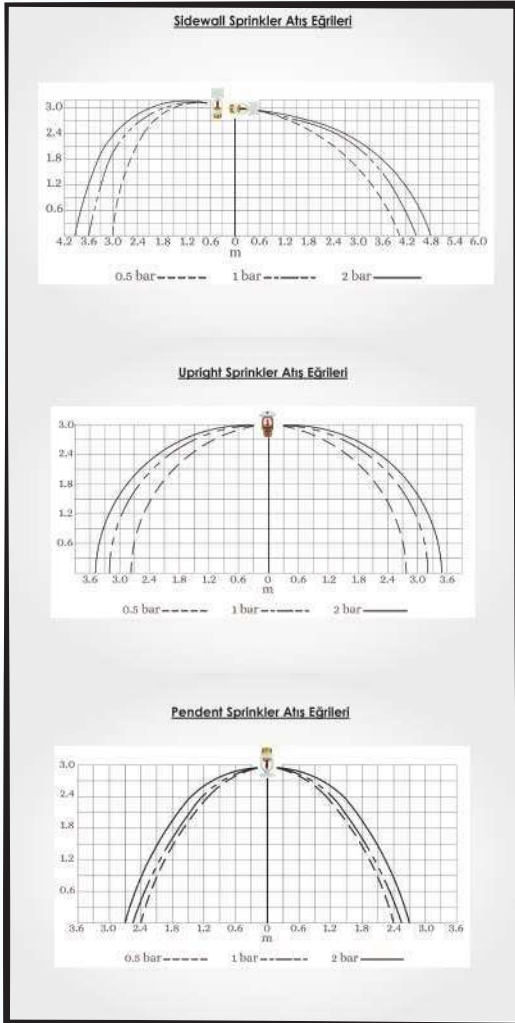 Sidewall Sprinkler Atış Eğrileri
3.0
2.4
1.8
1.2
0.6
4.2 3.6 3.0 2.4 1.8 1.2 0.6 0 0.6 1.2 1.8 2.4 3.0 3.6 4.2 4.8 5.4 6.0
m
0.5 bar 1 bar 2 bar
Upright Sprinkler Atış Eğrileri
3.0
2.4
1.8
1.2
0.6
3.6 3.0 2.4 1.8 1.2 0.6 0 0.6 1.2 1.8 2.4 3.0 3.6
m
0.5 bar 1 bar 2 bar
Pendent Sprinkler Atış Eğrileri
3.0
2.4
1.8
1.2
0.6
3.6 3.0 2.4 1.8 1.2 0.6 0 0.6 1.2 1.8 2.4 3.0 3.6
m
0.5 bar 1 bar 2 bar